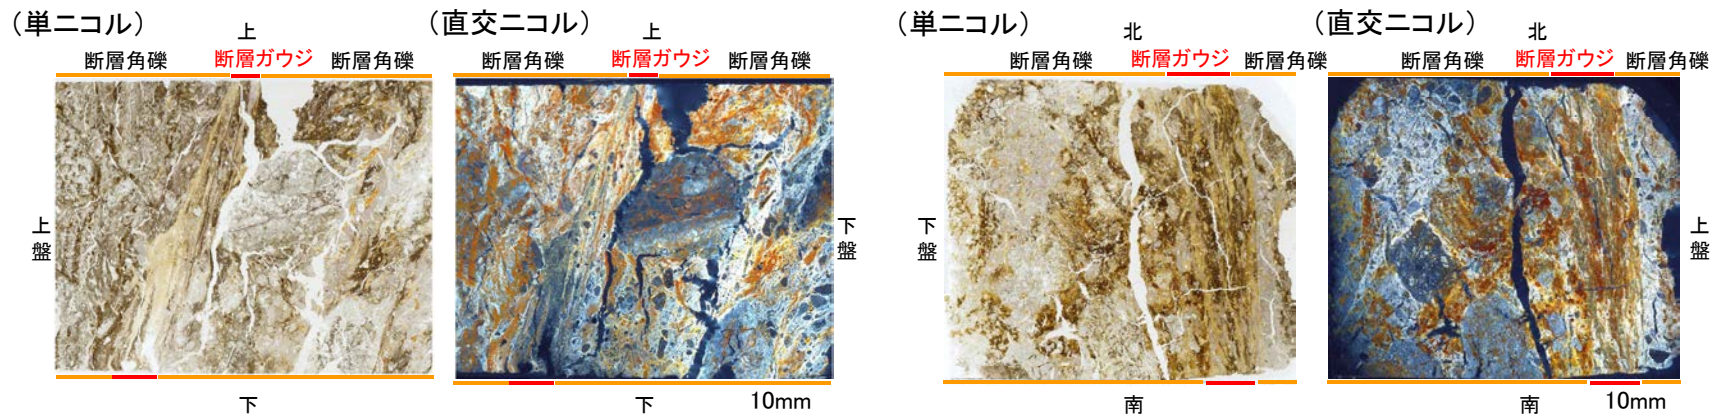 （単ニコル） 上
断層角礫 断層ガウジ 断層角礫
上盤
下
（直交ニコル） 上
断層角礫 断層ガウジ 断層角礫
下盤
下 10mm
（単ニコル） 北
断層角礫 断層ガウジ 断層角礫
下盤
南
（直交ニコル） 北
断層角礫 断層ガウジ 断層角礫
上盤
南 10mm